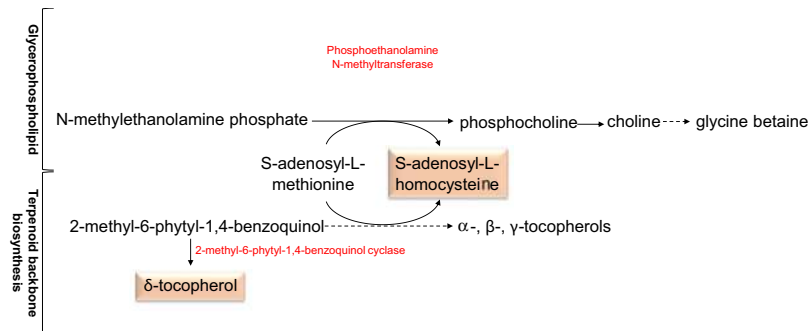 Glycerophospholipid
Phosphoethanolamine
N-methyltransferase
N-methylethanolamine phosphate
phosphocholine
choline
glycine betaine
S-adenosyl-L-
methionine
S-adenosyl-L-
homocysteine
Terpenoid backbone
biosynthesis
2-methyl-6-phytyl-1,4-benzoquinol
α-, β-, γ-tocopherols
2-methyl-6-phytyl-1,4-benzoquinol cyclase
δ-tocopherol